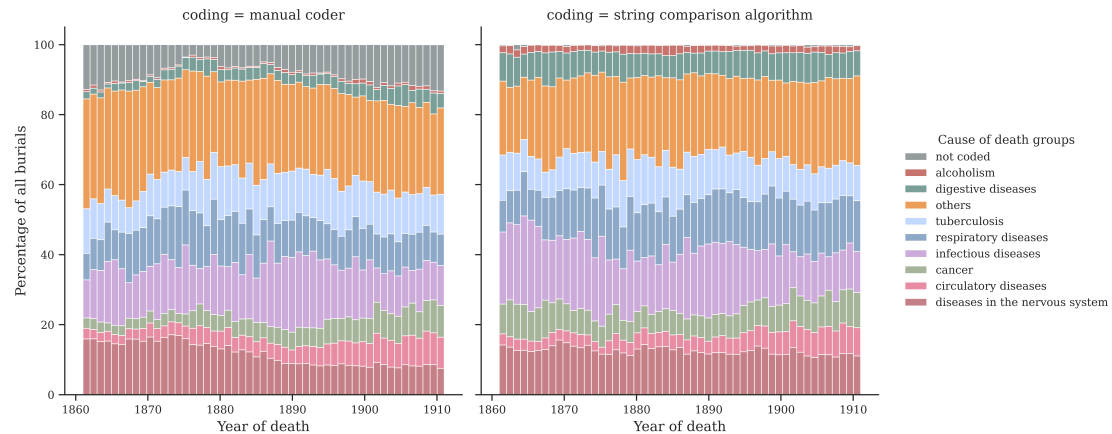 coding = manual coder
coding = string comparison algorithm
Percentage of all burials
100
80
60
40
20
0
1860 1870 1880 1890 1900 1910
Year of death
1860 1870 1880 1890 1900 1910
Year of death
Cause of death groups
not coded
alcoholism
digestive diseases
others
tuberculosis
respiratory diseases
infectious diseases
cancer
circulatory diseases
diseases in the nervous system